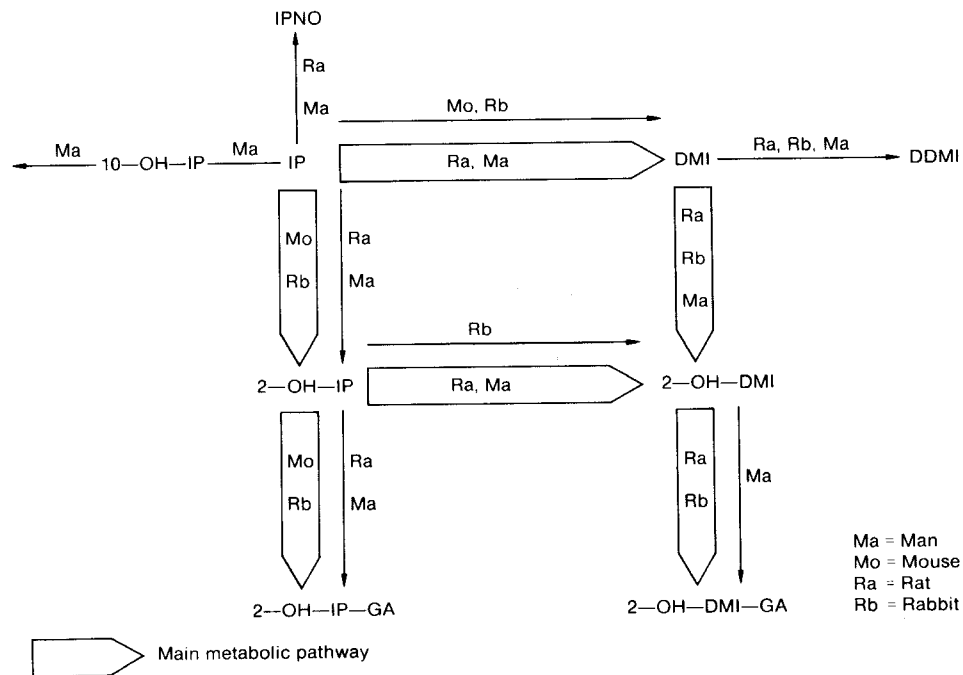 IPNO
Ra
Ma
Mo, Rb
Ma
10—OH—IP
Ma
IP
Ra, Ma
DMI
Ra, Rb, Ma
DDMI
Mo
Rb
Ra
Ma
Ra
Rb
Ma
Rb
2—OH—IP
Ra, Ma
2—OH—DMI
Mo
Rb
Ra
Ma
Ra
Rb
Ma
Ma = Man
Mo = Mouse
Ra = Rat
Rb = Rabbit
2—OH—IP—GA
2—OH—DMI—GA
Main metabolic pathway